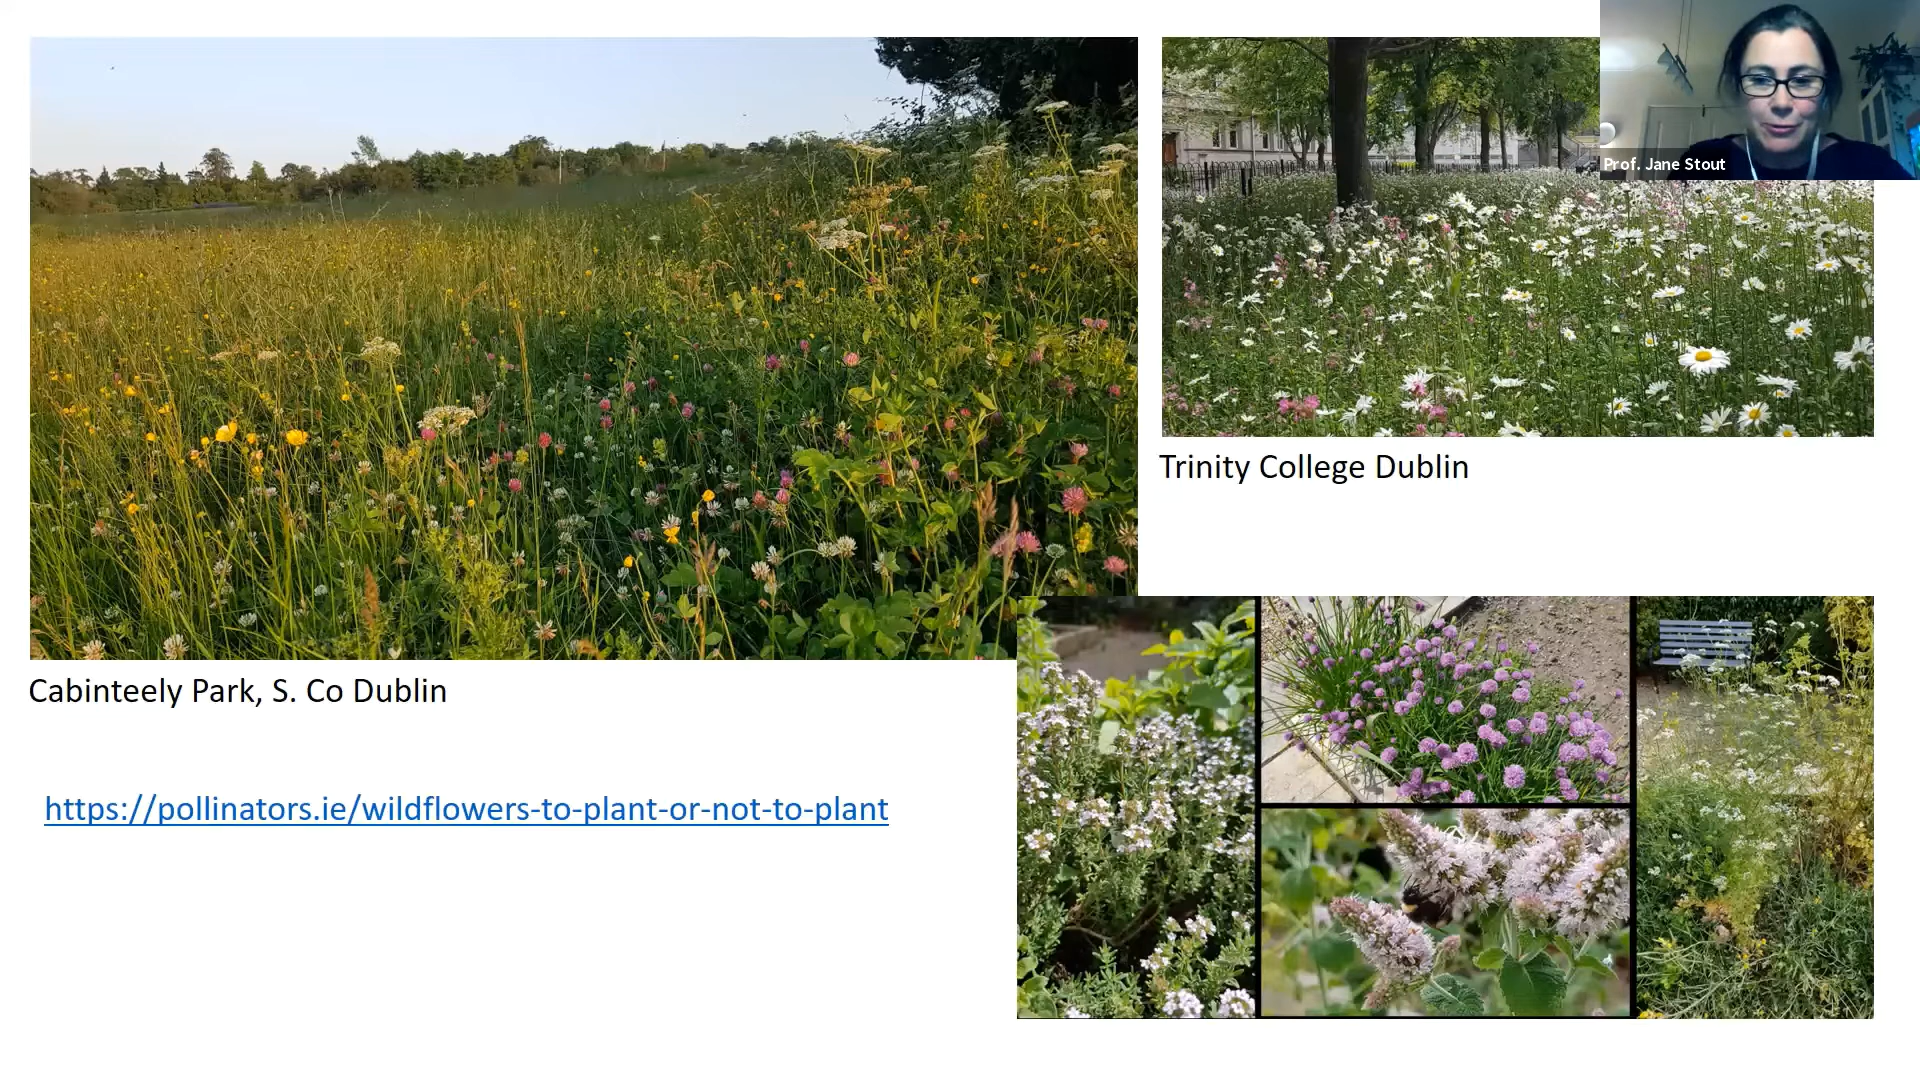 Prof. Jane Stout
Trinity College Dublin
Cabinteely Park, S. Co Dublin
https://pollinators.ie/wildflowers-to-plant-or-not-to-plant